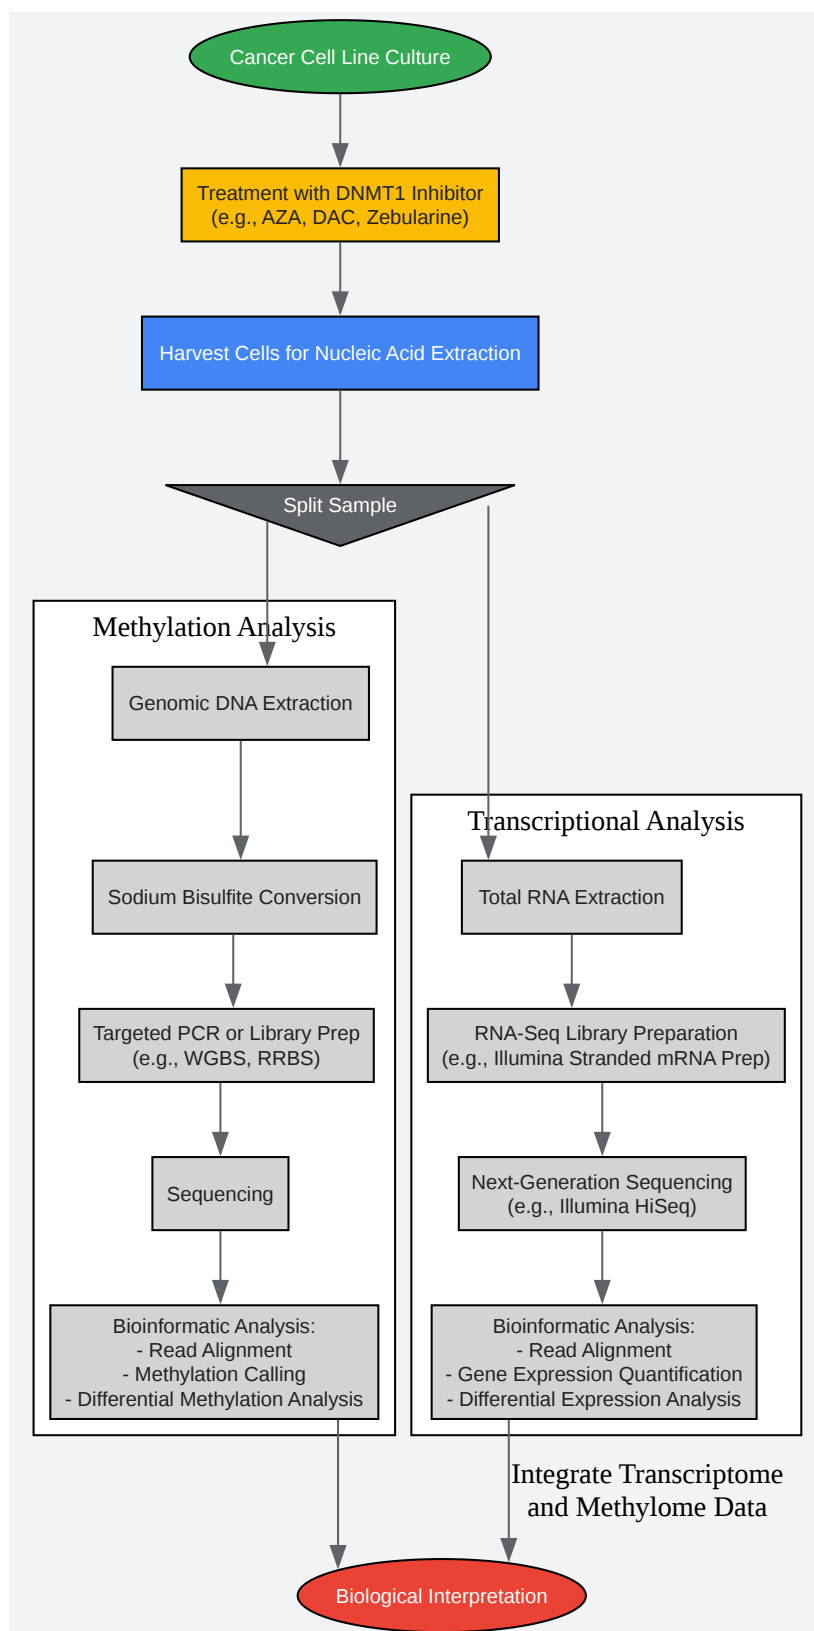 Cancer Cell Line Culture
Treatment with DNMT1 Inhibitor
(e.g., AZA, DAC, Zebularine)
Harvest Cells for Nucleic Acid Extraction
Split Sample
Methylation Analysis
Genomic DNA Extraction
Sodium Bisulfite Conversion
Targeted PCR or Library Prep
(e.g., WGBS, RRBS)
Sequencing
Bioinformatic Analysis:
- Read Alignment
- Methylation Calling
- Differential Methylation Analysis
Transcriptional Analysis
Total RNA Extraction
RNA-Seq Library Preparation
(e.g., Illumina Stranded mRNA Prep)
Next-Generation Sequencing
(e.g., Illumina HiSeq)
Bioinformatic Analysis:
- Read Alignment
- Gene Expression Quantification
- Differential Expression Analysis
Integrate Transcriptome
and Methylome Data
Biological Interpretation